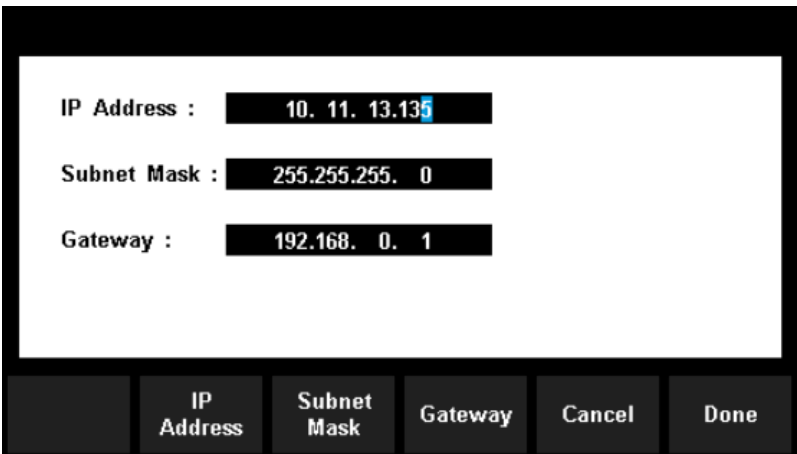 IP Address : 10. 11. 13.135
Subnet Mask : 255.255.255. 0
Gateway : 192.168. 0. 1
IP Address
Subnet Mask
Gateway
Cancel
Done